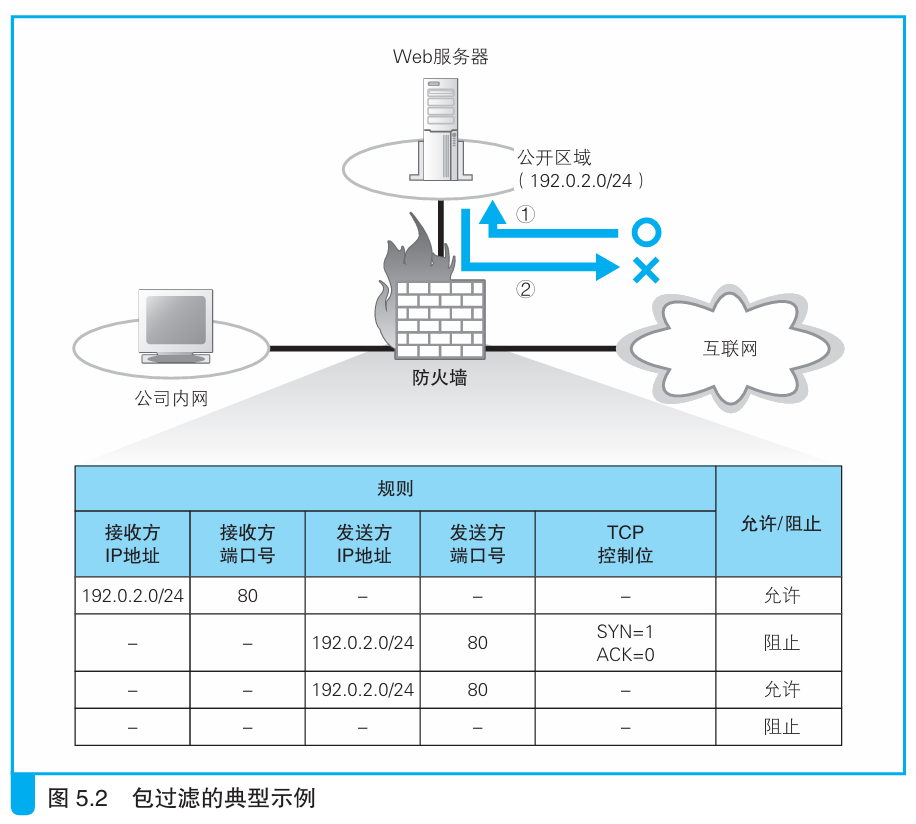 Web服务器
公开区域
（192.0.2.0/24）
①
②
互联网
防火墙
公司内网
规则
允许/阻止
接收方
IP地址
接收方
端口号
发送方
IP地址
发送方
端口号
TCP
控制位
192.0.2.0/24 80 – – – 允许
– – 192.0.2.0/24 80 SYN=1
ACK=0 阻止
– – 192.0.2.0/24 80 – 允许
– – – – – 阻止
图 5.2 包过滤的典型示例